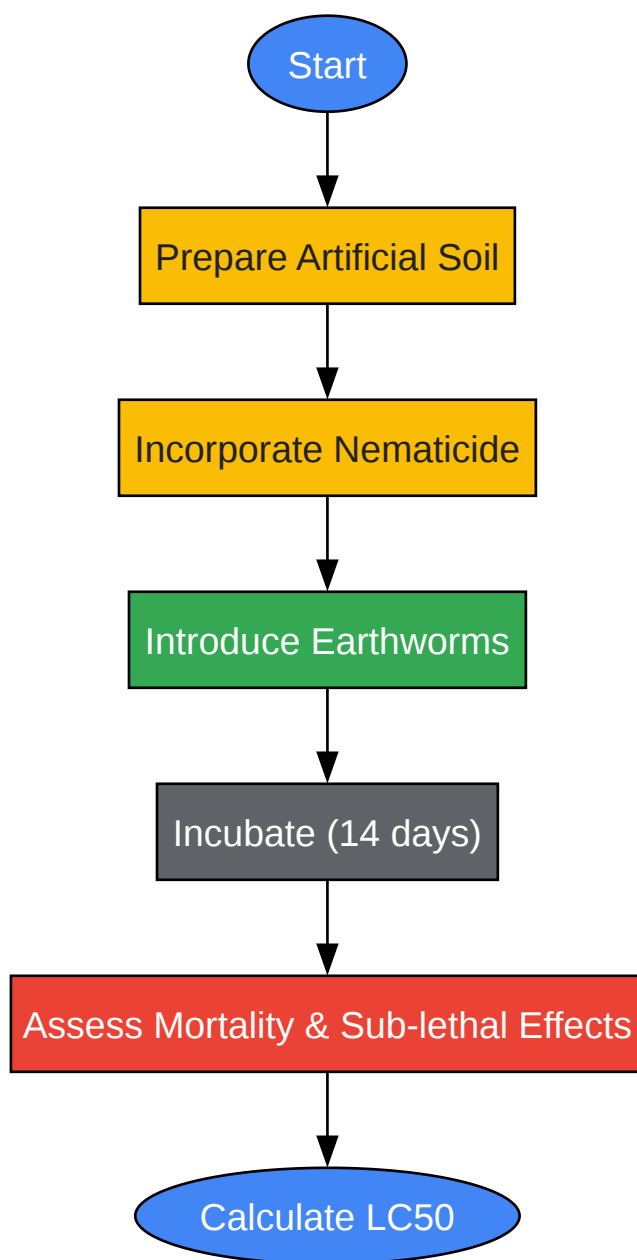 Start
Prepare Artificial Soil
Incorporate Nematicide
Introduce Earthworms
Incubate (14 days)
Assess Mortality & Sub-lethal Effects
Calculate LC50